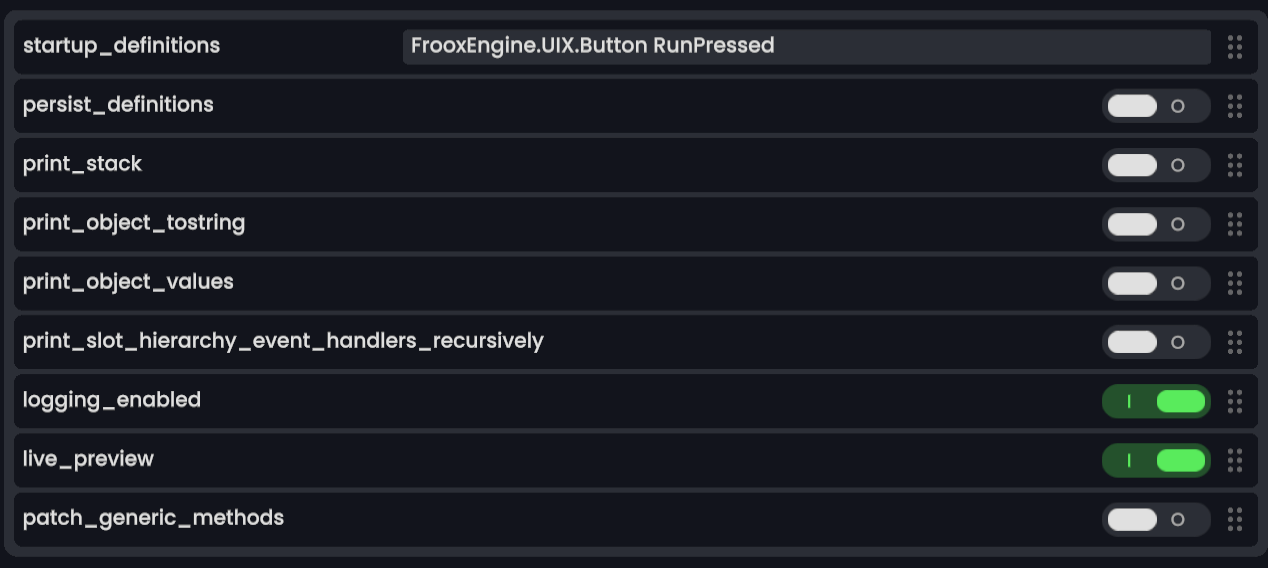 startup_definitions FrooxEngine.UIX.Button RunPressed
persist_definitions
print_stack
print_object_tostring
print_object_values
print_slot_hierarchy_event_handlers_recursively
logging_enabled
live_preview
patch_generic_methods